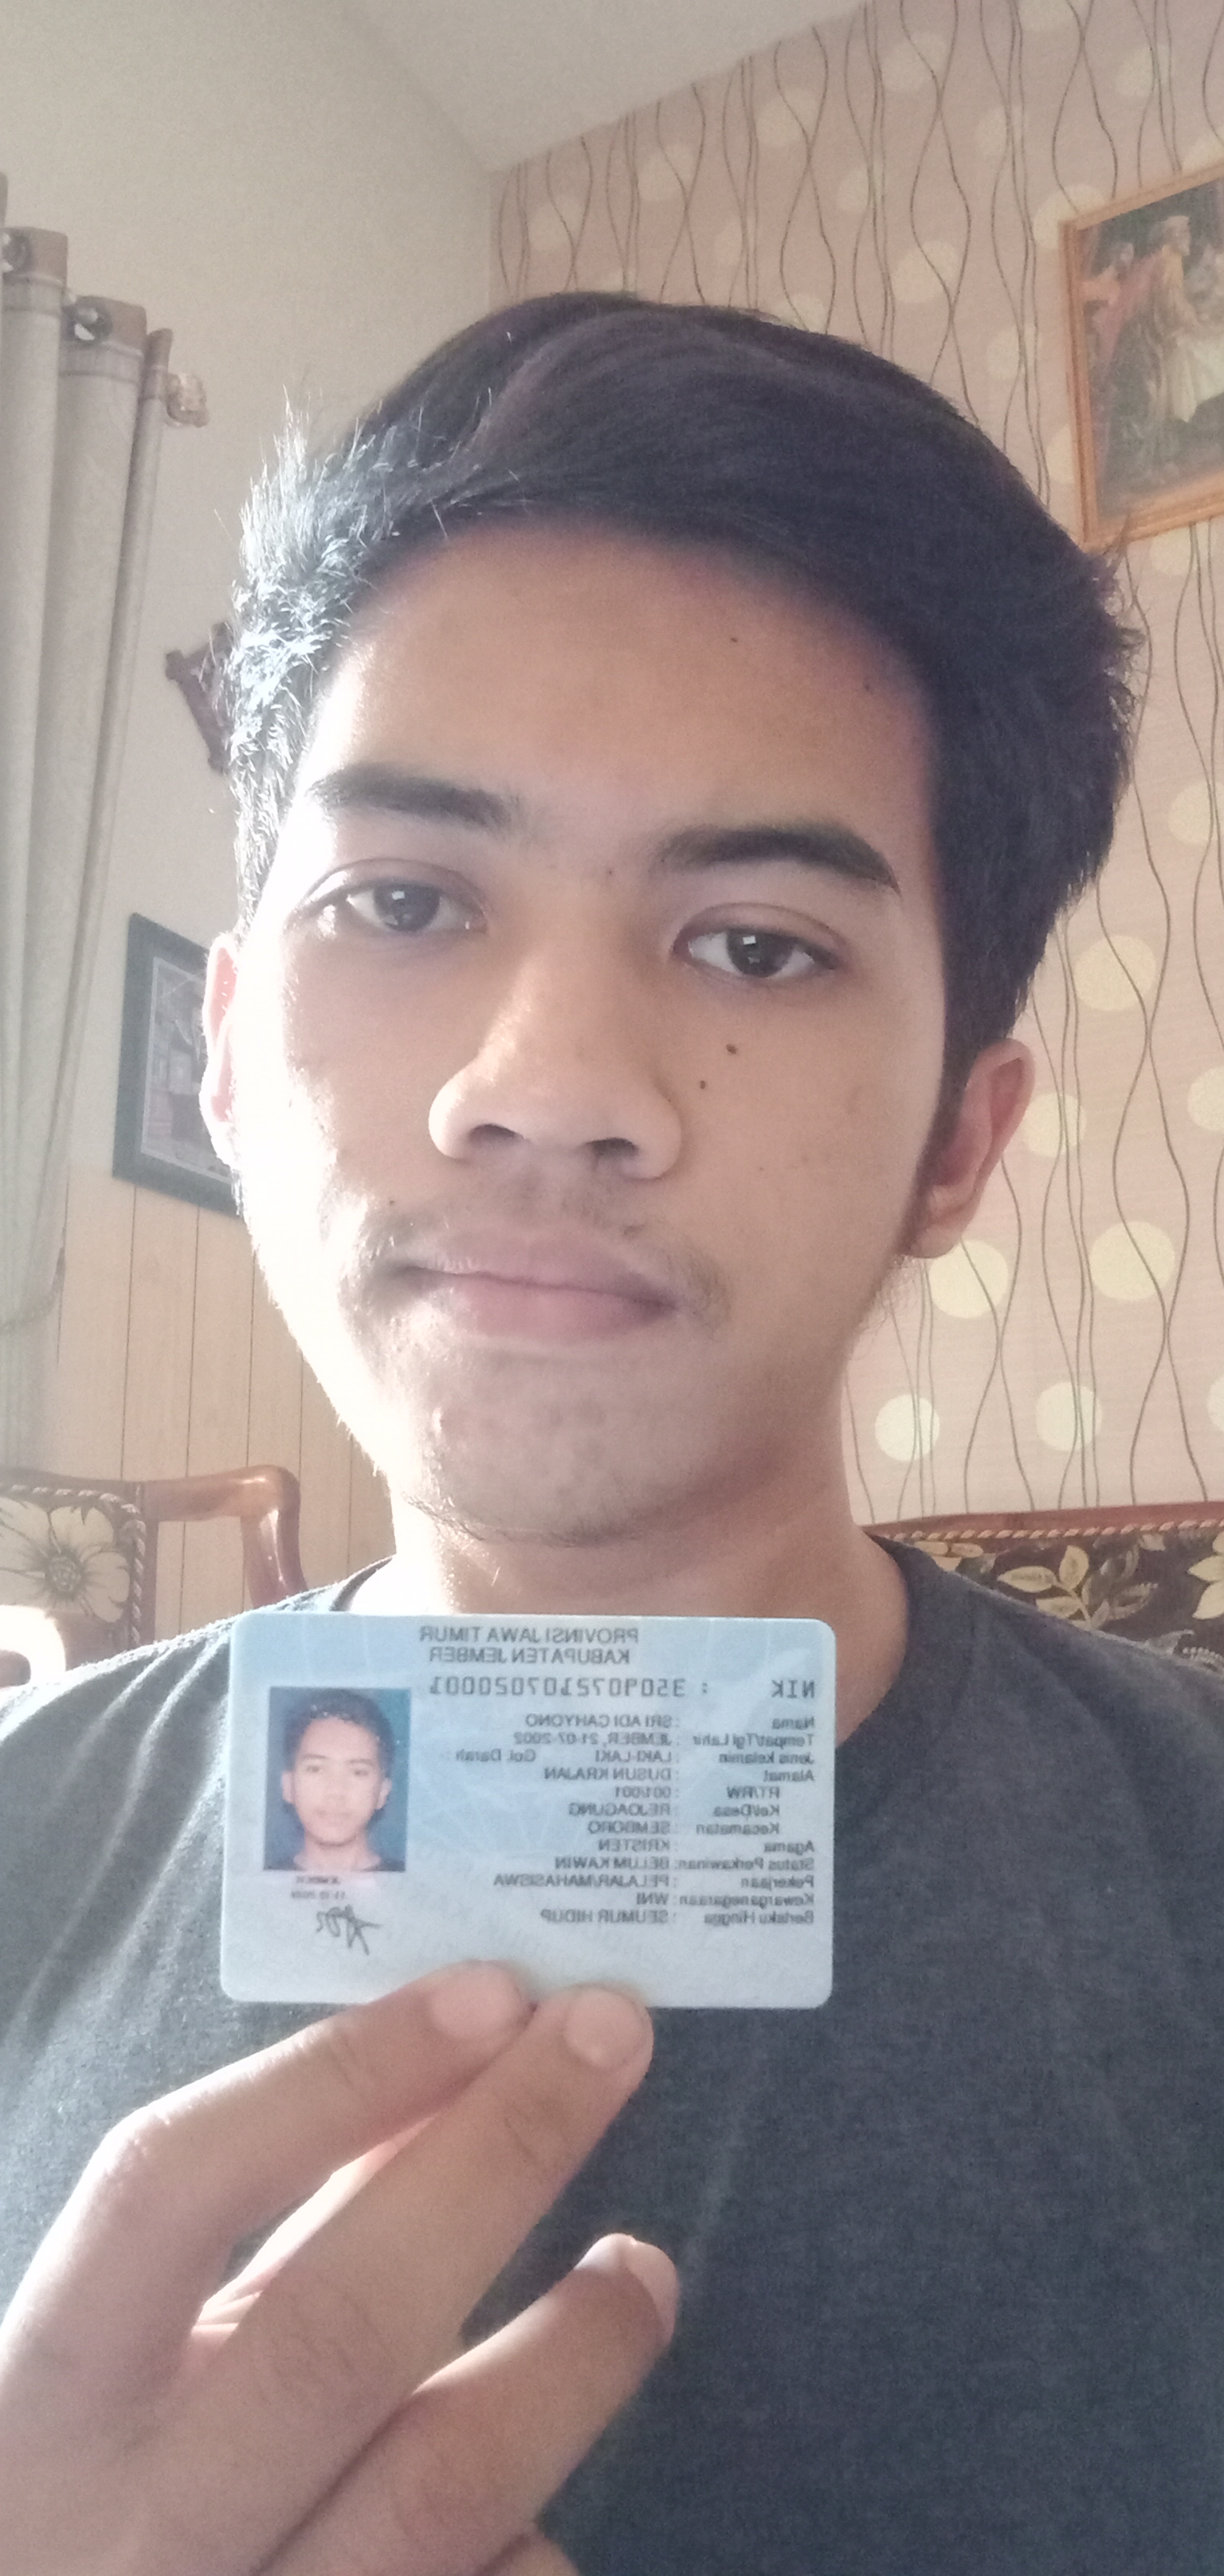 PROVINSI JAWA TIMUR
KABUPATEN JEMBER
NIK : 3509072107020001
Nama : SRI ADI CAHYONO
Tempat/Tgl Lahir : JEMBER, 21-07-2002
Jenis kelamin : LAKI-LAKI Gol. Darah
Alamat : DUSUN KRAJAN
RT/RW : 001/001
Kel/Desa : REJOAGUNG
Kecamatan : SEMBORO
Agama : KRISTEN
Status Perkawinan: BELUM KAWIN
Pekerjaan : PELAJAR/MAHASISWA
Kewarganegaraan: WNI
Berlaku Hingga : SEUMUR HIDUP
JEMBER